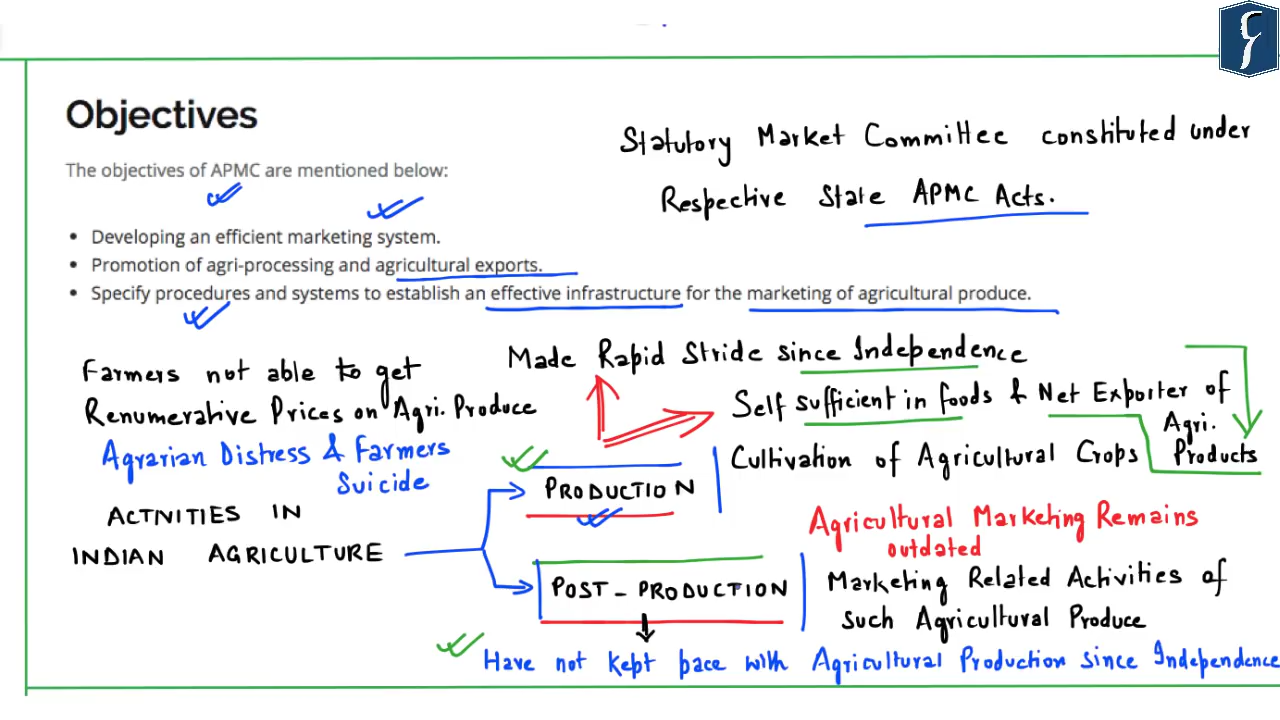 Objectives
The objectives of APMC are mentioned below:
• Developing an efficient marketing system.
• Promotion of agri-processing and agricultural exports.
• Specify procedures and systems to establish an effective infrastructure for the marketing of agricultural produce.
Statutory Market Committee constituted under
Respective State APMC Acts.
Made Rapid Stride since Independence
Self sufficient in foods & Net Exporter of
Agri.
Products
Cultivation of Agricultural Crops
Farmers not able to get
Renumerative Prices on Agri. Produce
Agrarian Distress & Farmers
Suicide
ACTIVITIES IN
INDIAN AGRICULTURE
PRODUCTION
Agricultural Marketing Remains
outdated
POST - PRODUCTION
Marketing Related Activities of
such Agricultural Produce
Have not kept pace with Agricultural Production since Independence